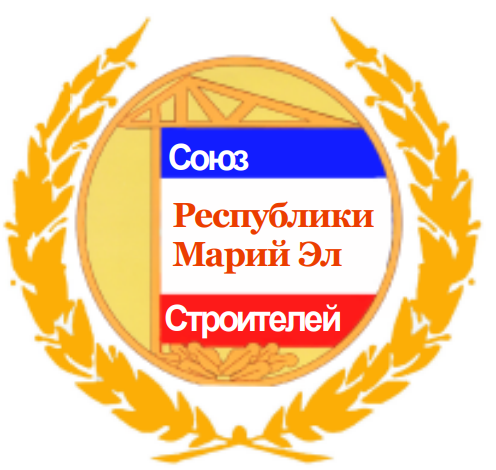 Союз
Республики
Марий Эл
Строителей